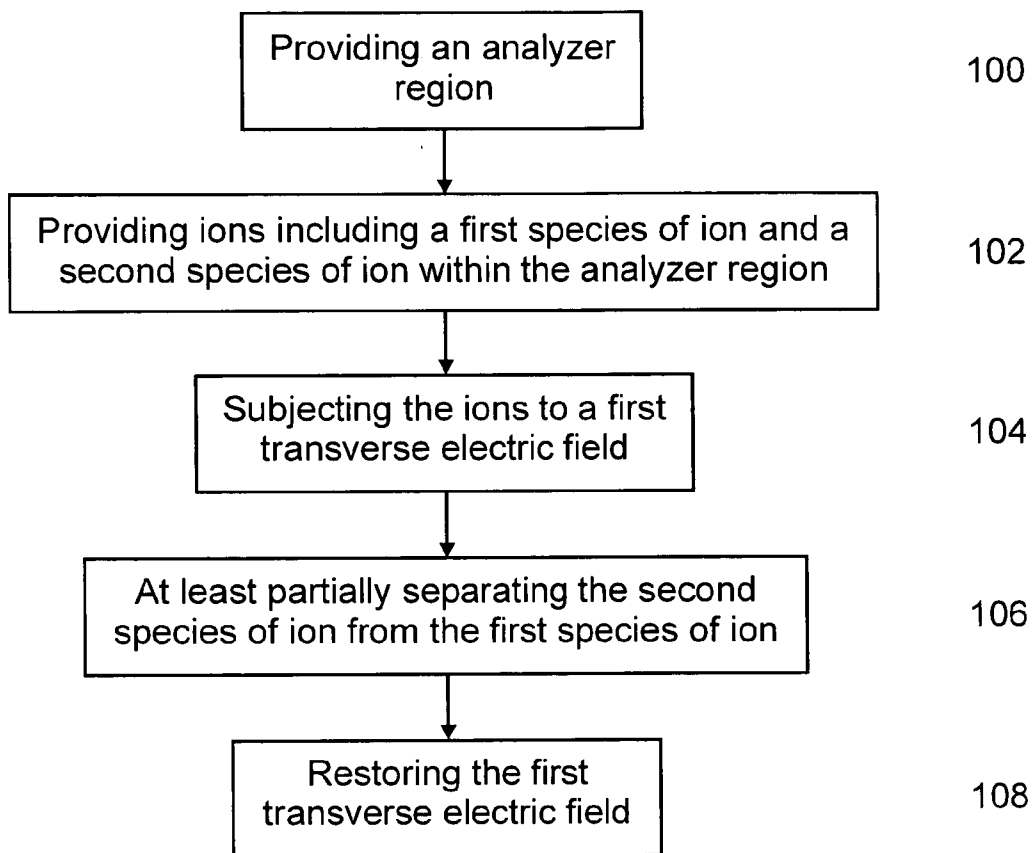 Providing an analyzer
region
100
Providing ions including a first species of ion and a
second species of ion within the analyzer region
102
Subjecting the ions to a first
transverse electric field
104
At least partially separating the second
species of ion from the first species of ion
106
Restoring the first
transverse electric field
108